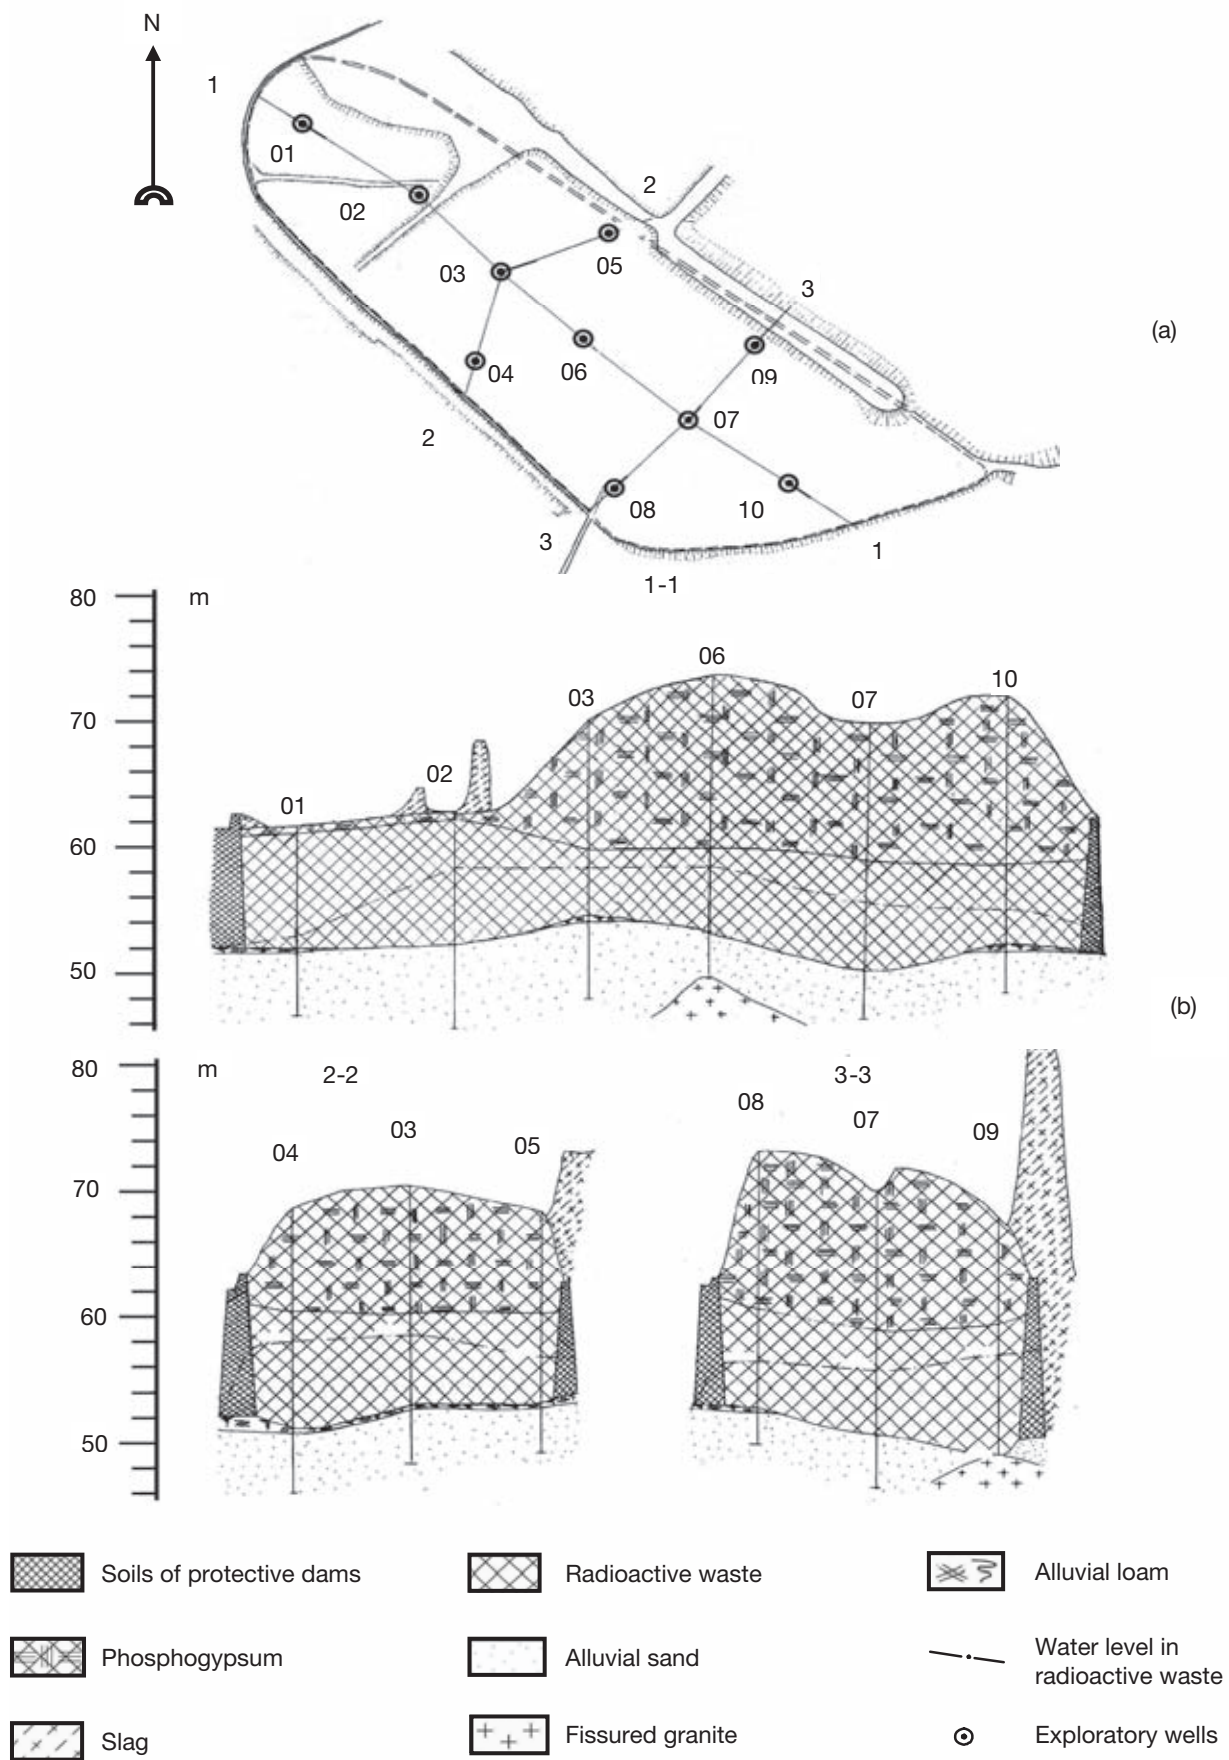 N
1
01
02
2
03
05
3
(a)
04
06
09
2
07
08
10
3
1
1-1
80 m
06
10
03
70
07
02
01
60
50
(b)
80 m
2-2
3-3
08
03
07
04
05
09
70
60
50
Soils of protective dams
Radioactive waste
Alluvial loam
Phosphogypsum
Alluvial sand
Water level in
radioactive waste
Slag
Fissured granite
Exploratory wells